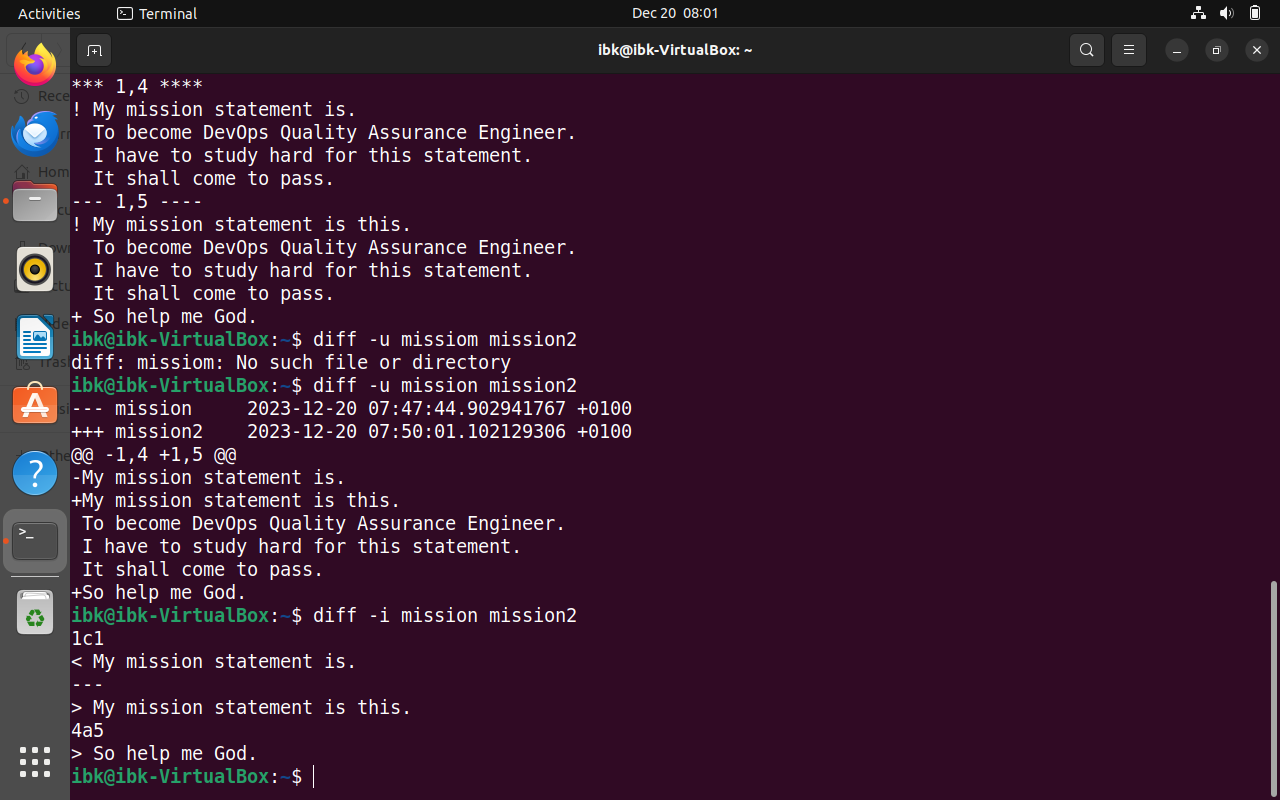 Activities
Terminal
Dec 20 08:01
ibk@ibk-VirtualBox: ~
*** 1,4 ****
! My mission statement is.
  To become DevOps Quality Assurance Engineer.
  I have to study hard for this statement.
  It shall come to pass.
--- 1,5 ----
! My mission statement is this.
  To become DevOps Quality Assurance Engineer.
  I have to study hard for this statement.
  It shall come to pass.
+ So help me God.
ibk@ibk-VirtualBox:~$ diff -u missiom mission2
diff: missiom: No such file or directory
ibk@ibk-VirtualBox:~$ diff -u mission mission2
--- mission     2023-12-20 07:47:44.902941767 +0100
+++ mission2    2023-12-20 07:50:01.102129306 +0100
@@ -1,4 +1,5 @@
-My mission statement is.
+My mission statement is this.
 To become DevOps Quality Assurance Engineer.
 I have to study hard for this statement.
 It shall come to pass.
+So help me God.
ibk@ibk-VirtualBox:~$ diff -i mission mission2
1c1
< My mission statement is.
---
> My mission statement is this.
4a5
> So help me God.
ibk@ibk-VirtualBox:~$
Rece
Hom
Tras